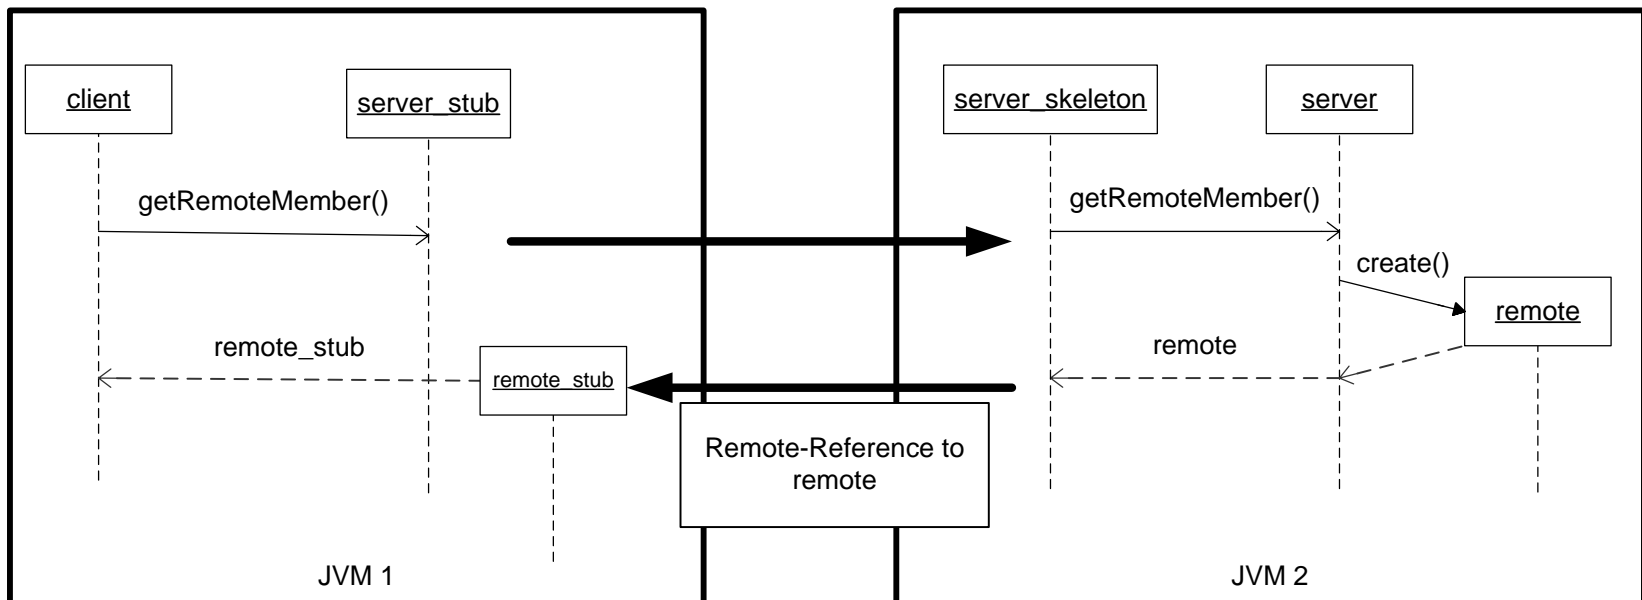 client
server_stub
server_skeleton
server
getRemoteMember()
getRemoteMember()
create()
remote
remote_stub
remote
remote_stub
Remote-Reference to
remote
JVM 1
JVM 2